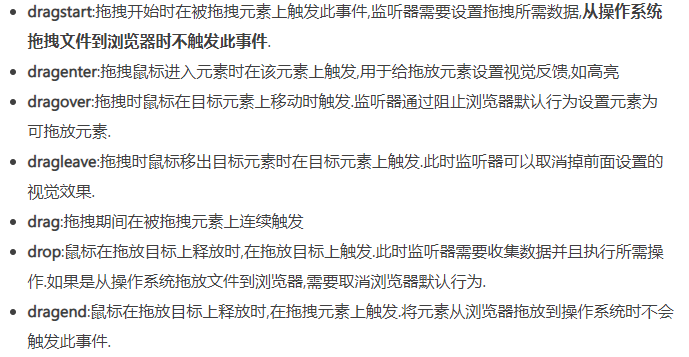 dragstart:拖拽开始时在被拖拽元素上触发此事件,监听器需要设置拖拽所需数据,从操作系统
拖拽文件到浏览器时不触发此事件.
dragenter:拖拽鼠标进入元素时在该元素上触发,用于给拖放元素设置视觉反馈,如高亮
dragover:拖拽时鼠标在目标元素上移动时触发.监听器通过阻止浏览器默认行为设置元素为
可拖放元素.
dragleave:拖拽时鼠标移出目标元素时在目标元素上触发.此时监听器可以取消掉前面设置的
视觉效果.
drag:拖拽期间在被拖拽元素上连续触发
drop:鼠标在拖放目标上释放时,在拖放目标上触发.此时监听器需要收集数据并且执行所需操
作.如果是从操作系统拖放文件到浏览器,需要取消浏览器默认行为.
dragend:鼠标在拖放目标上释放时,在拖拽元素上触发.将元素从浏览器拖放到操作系统时不会
触发此事件.